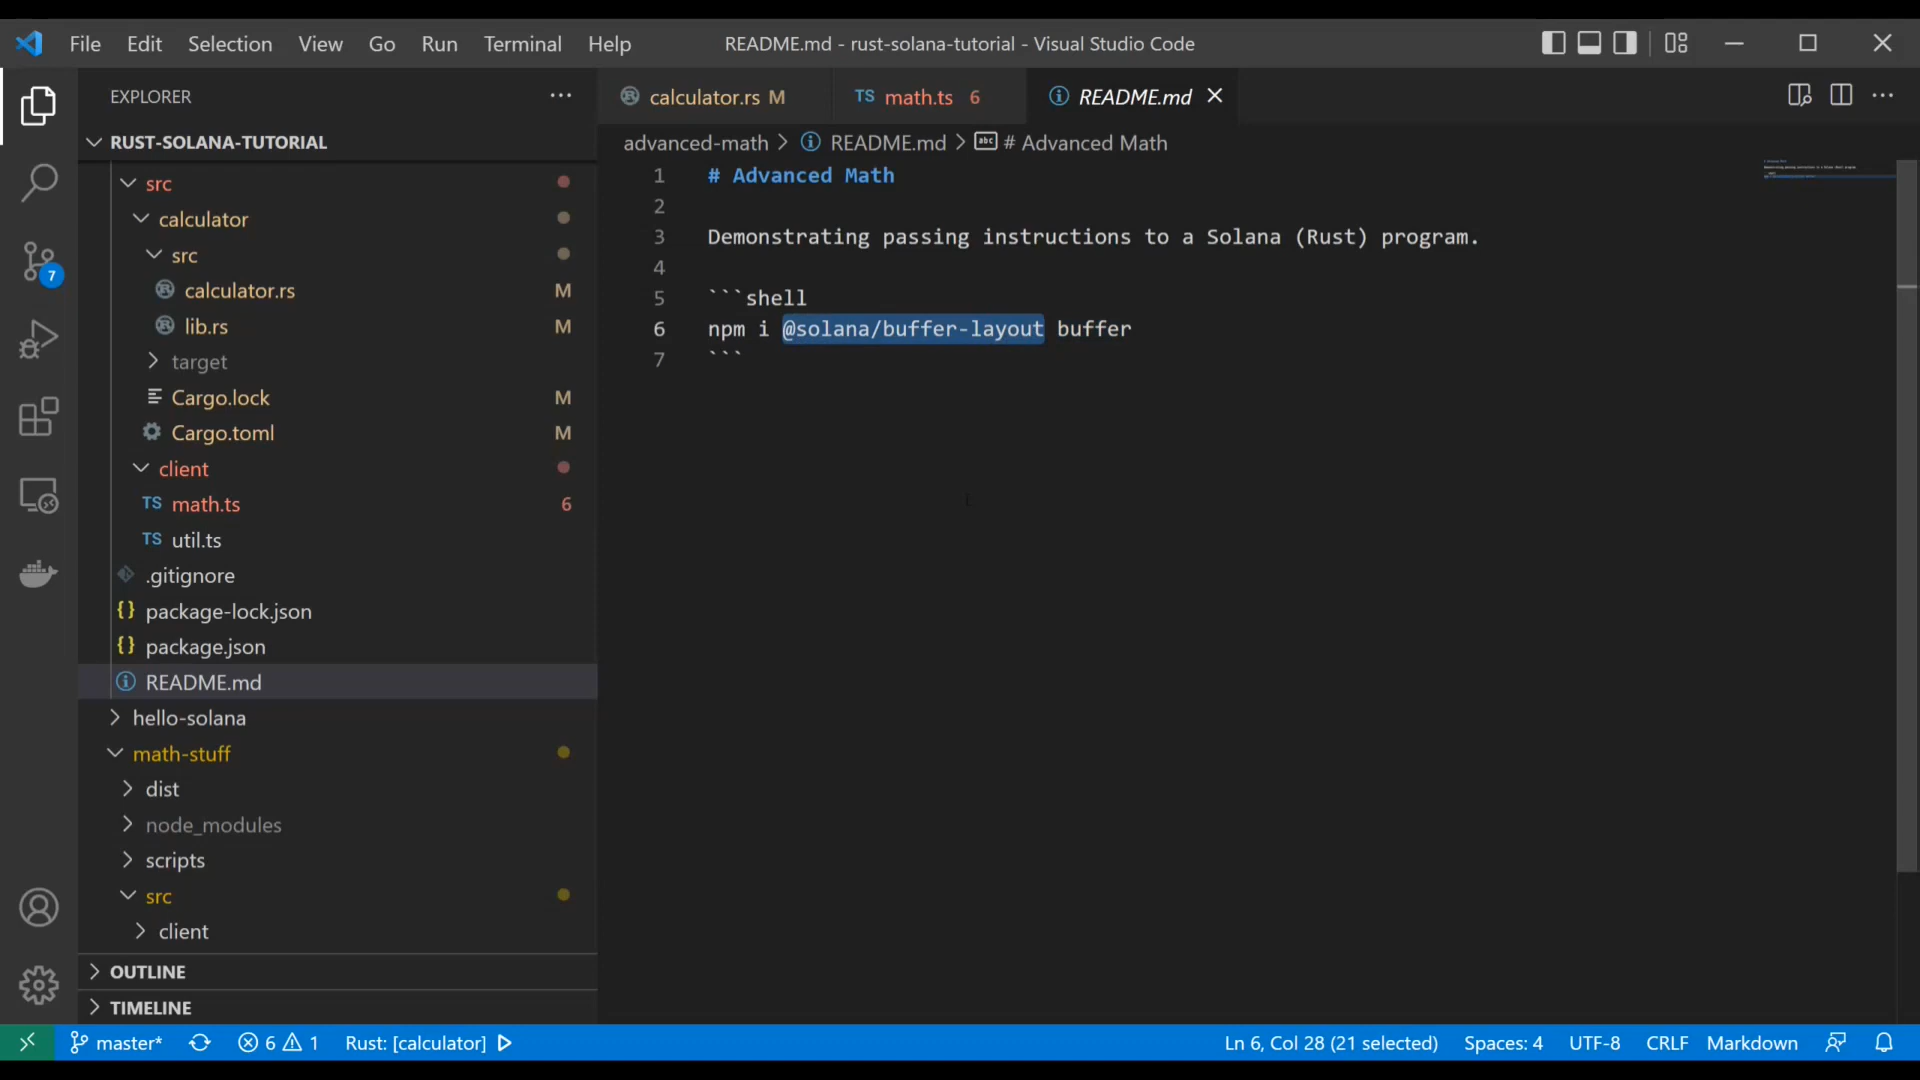 File Edit Selection View Go Run Terminal Help README.md - rust-solana-tutorial - Visual Studio Code
EXPLORER
calculator.rs M TS math.ts 6 README.md
RUST-SOLANA-TUTORIAL
advanced-math > README.md > # Advanced Math
src
calculator
src
calculator.rs M
lib.rs M
target
Cargo.lock M
Cargo.toml M
client
TS math.ts 6
TS util.ts
.gitignore
{} package-lock.json
{} package.json
README.md
hello-solana
math-stuff
dist
node_modules
scripts
src
client
OUTLINE
TIMELINE
7
1 # Advanced Math
2
3 Demonstrating passing instructions to a Solana (Rust) program.
4
5 ```shell
6 npm i @solana/buffer-layout buffer
7 ```
master* 6 1 Rust: [calculator] Ln 6, Col 28 (21 selected) Spaces: 4 UTF-8 CRLF Markdown